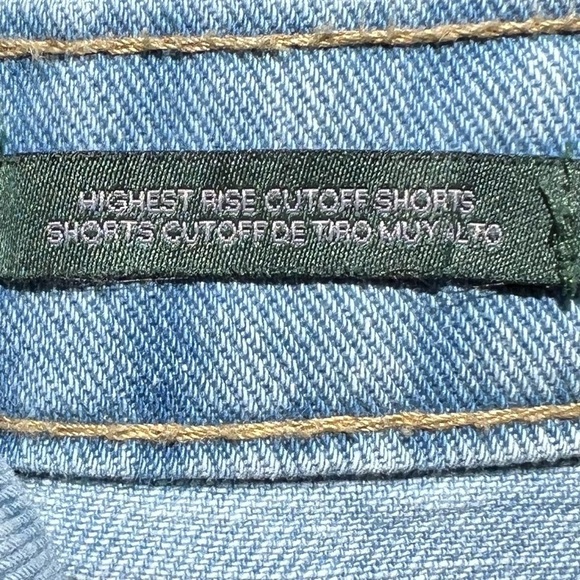 HIGHEST RISE CUTOFF SHORTS
SHORTS CUTOFF DE TIRO MUY ALTO